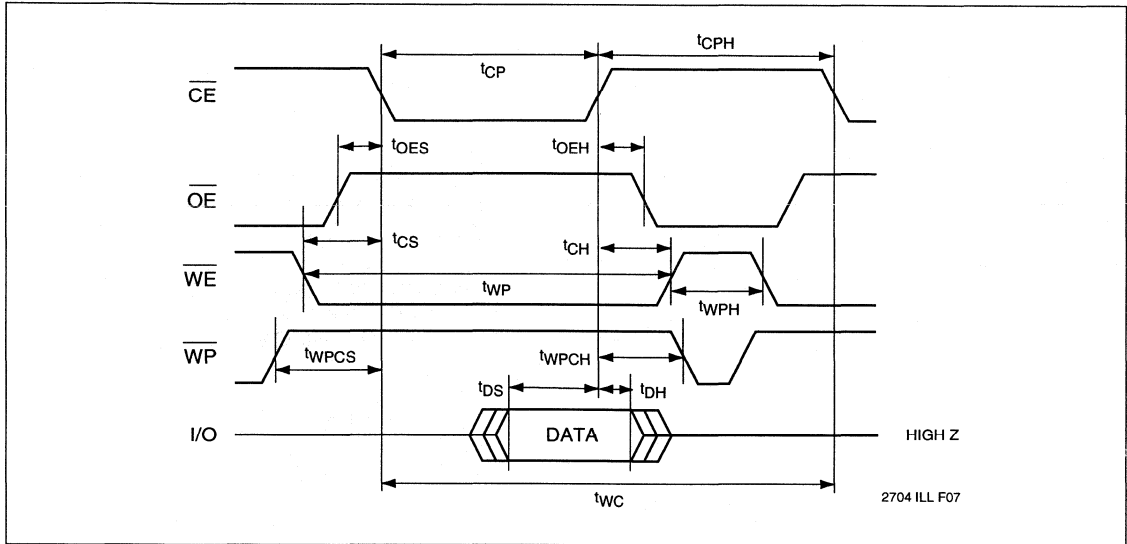 tCPH
tCP
CE
tOES
tOEH
OE
tCS
tCH
WE
tWP
tWPH
WP
tWPCS
tWPCH
tDS
tDH
I/O
DATA
HIGH Z
tWC
2704 ILL F07